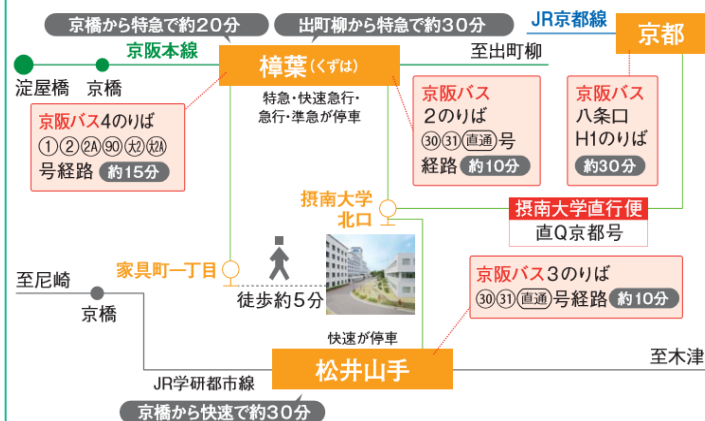 京橋から特急で約20分
出町柳から特急で約30分
JR京都線
京都
京阪本線
樟葉(くずは)
至出町柳
淀屋橋
京橋
特急・快速急行・
急行・準急が停車
京阪バス4のりば
①②2A90大2大2A
号経路 約15分
京阪バス
2のりば
㉚㉛直通号
経路 約10分
京阪バス
八条口
H1のりば
約30分
摂南大学
北口
摂南大学直行便
直Q京都号
家具町一丁目
徒歩約5分
至尼崎
京橋
京阪バス3のりば
㉚㉛直通号経路 約10分
快速が停車
松井山手
至木津
JR学研都市線
京橋から快速で約30分